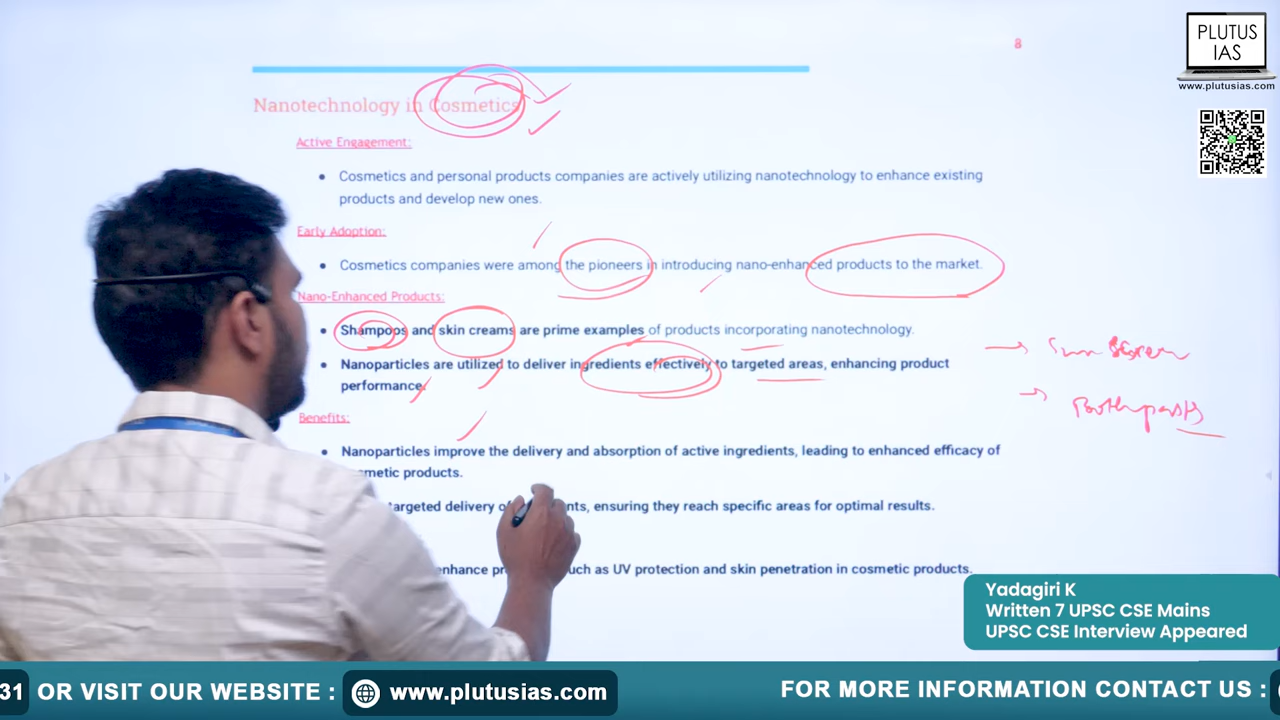 8
PLUTUS
IAS
www.plutusias.com
Nanotechnology in Cosmetics
Active Engagement:
• Cosmetics and personal products companies are actively utilizing nanotechnology to enhance existing
products and develop new ones.
Early Adoption:
• Cosmetics companies were among the pioneers in introducing nano-enhanced products to the market.
Nano-Enhanced Products:
• Shampoos and skin creams are prime examples of products incorporating nanotechnology.
• Nanoparticles are utilized to deliver ingredients effectively to targeted areas, enhancing product
performance.
→ Sun Screen
→ Toothpasts
Benefits:
• Nanoparticles improve the delivery and absorption of active ingredients, leading to enhanced efficacy of
metic products.
argeted delivery of nts, ensuring they reach specific areas for optimal results.
enhance pr uch as UV protection and skin penetration in cosmetic products.
Yadagiri K
Written 7 UPSC CSE Mains
UPSC CSE Interview Appeared
31 OR VISIT OUR WEBSITE : www.plutusias.com FOR MORE INFORMATION CONTACT US :